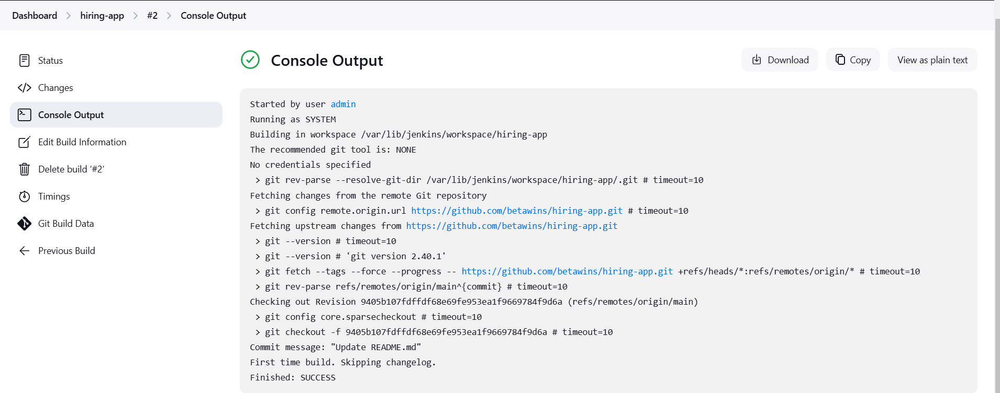 Dashboard > hiring-app > #2 > Console Output
Status
Changes
Console Output
Edit Build Information
Delete build ‘#2’
Timings
Git Build Data
Previous Build
Console Output
Download
Copy
View as plain text
Started by user admin
Running as SYSTEM
Building in workspace /var/lib/jenkins/workspace/hiring-app
The recommended git tool is: NONE
No credentials specified
 > git rev-parse --resolve-git-dir /var/lib/jenkins/workspace/hiring-app/.git # timeout=10
Fetching changes from the remote Git repository
 > git config remote.origin.url https://github.com/betawins/hiring-app.git # timeout=10
Fetching upstream changes from https://github.com/betawins/hiring-app.git
 > git --version # timeout=10
 > git --version # 'git version 2.40.1'
 > git fetch --tags --force --progress -- https://github.com/betawins/hiring-app.git +refs/heads/*:refs/remotes/origin/* # timeout=10
 > git rev-parse refs/remotes/origin/main^{commit} # timeout=10
Checking out Revision 9405b107fdffdf68e69fe953ea1f9669784f9d6a (refs/remotes/origin/main)
 > git config core.sparsecheckout # timeout=10
 > git checkout -f 9405b107fdffdf68e69fe953ea1f9669784f9d6a # timeout=10
Commit message: "Update README.md"
First time build. Skipping changelog.
Finished: SUCCESS